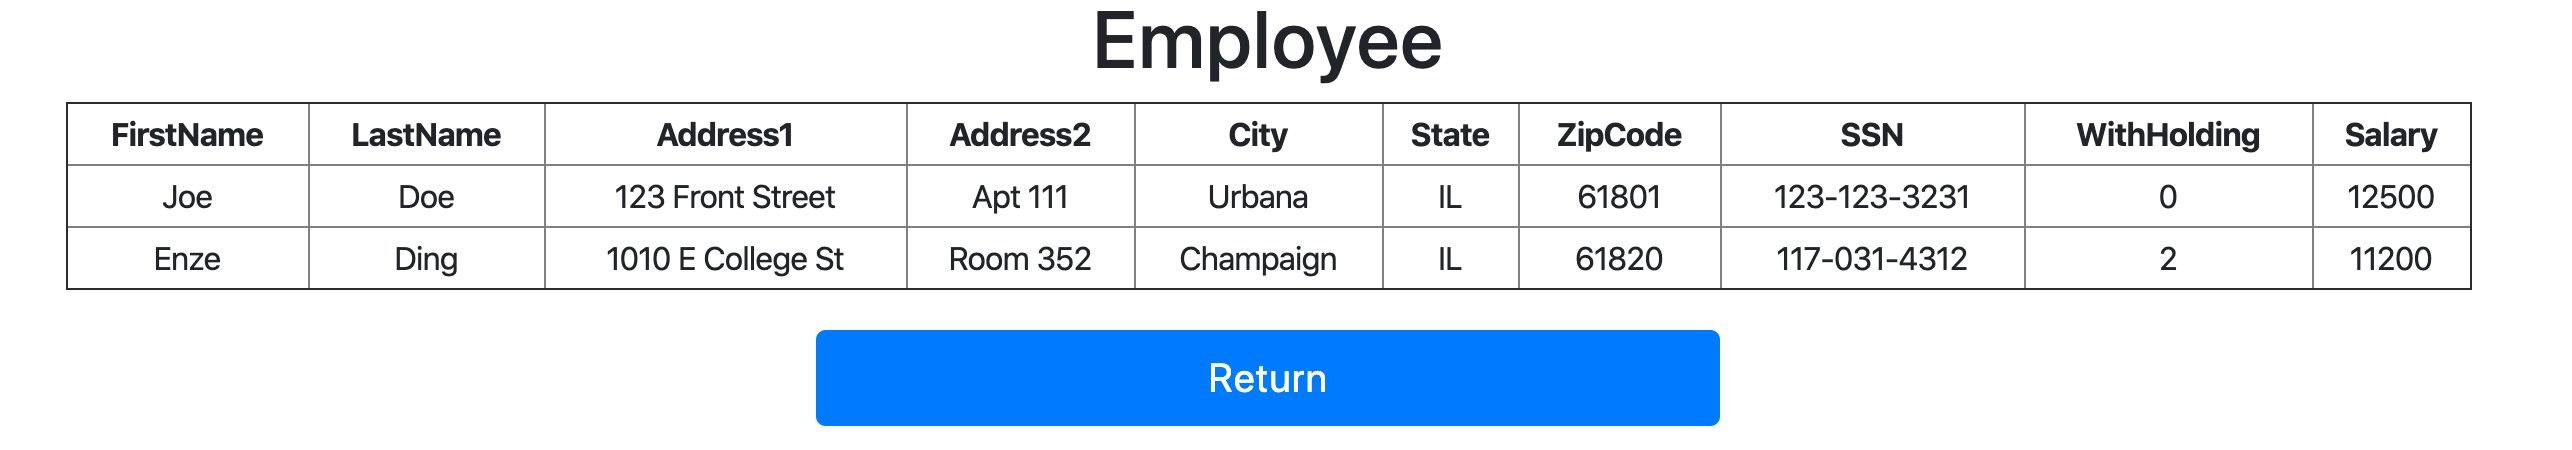 Employee
FirstName LastName Address1 Address2 City State ZipCode SSN WithHolding Salary
Joe Doe 123 Front Street Apt 111 Urbana IL 61801 123-123-3231 0 12500
Enze Ding 1010 E College St Room 352 Champaign IL 61820 117-031-4312 2 11200
Return